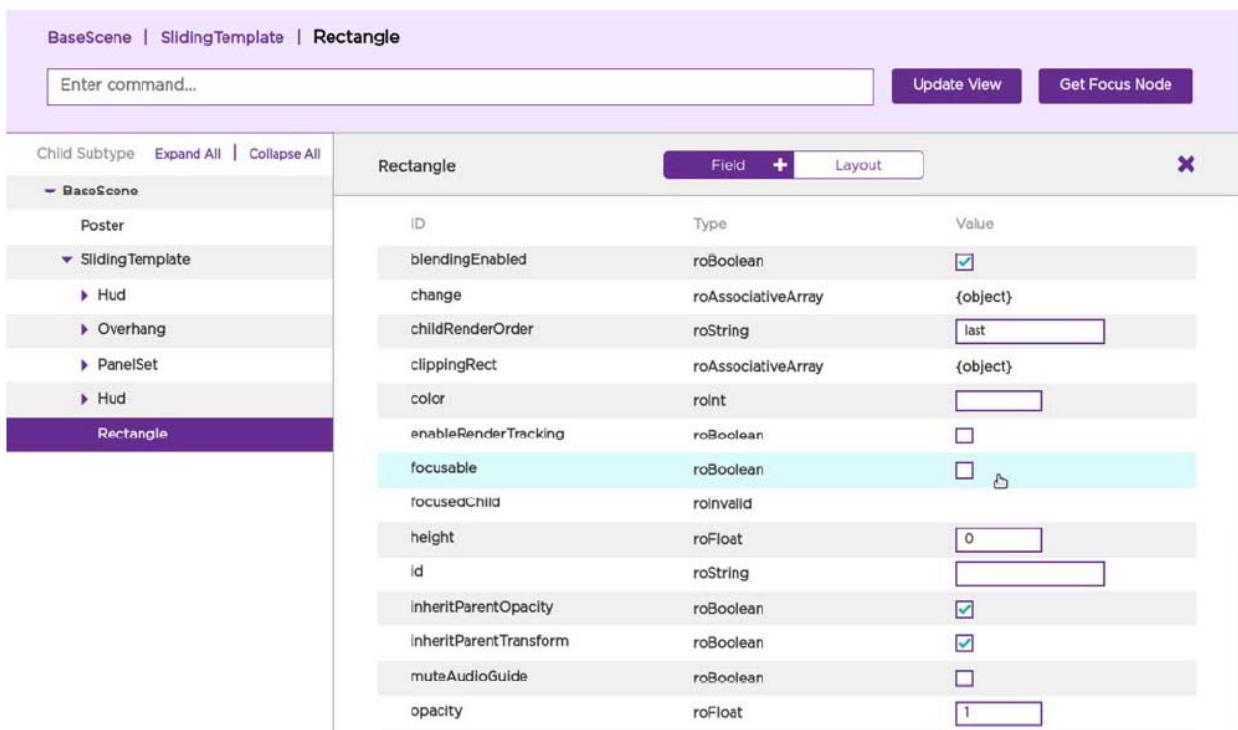 BaseScene | SlidingTemplate | Rectangle
Enter command...
Update View
Get Focus Node
Child Subtype Expand All | Collapse All
BaseScene
Poster
SlidingTemplate
Hud
Overhang
PanelSet
Hud
Rectangle
Rectangle
Field +
Layout
ID Type Value
blendingEnabled roBoolean
change roAssociativeArray {object}
childRenderOrder roString last
clippingRect roAssociativeArray {object}
color roInt
enableRenderTracking roBoolean
focusable roBoolean
focusedChild roInvalid
height roFloat 0
id roString
inheritParentOpacity roBoolean
inheritParentTransform roBoolean
muteAudioGuide roBoolean
opacity roFloat 1